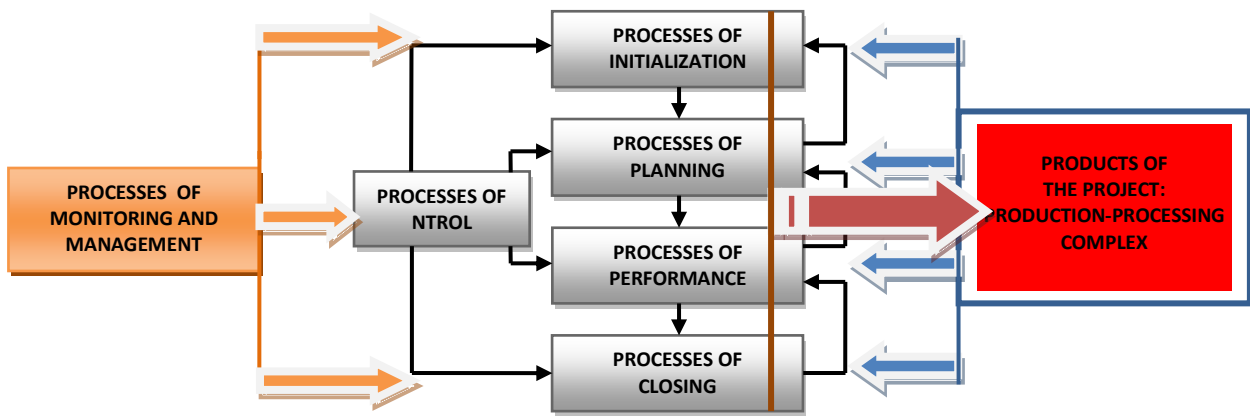 PROCESSES OF
MONITORING AND
MANAGEMENT
PROCESSES OF
NTROL
PROCESSES OF
INITIALIZATION
PROCESSES OF
PLANNING
PROCESSES OF
PERFORMANCE
PROCESSES OF
CLOSING
PRODUCTS OF
THE PROJECT:
PRODUCTION-PROCESSING
COMPLEX